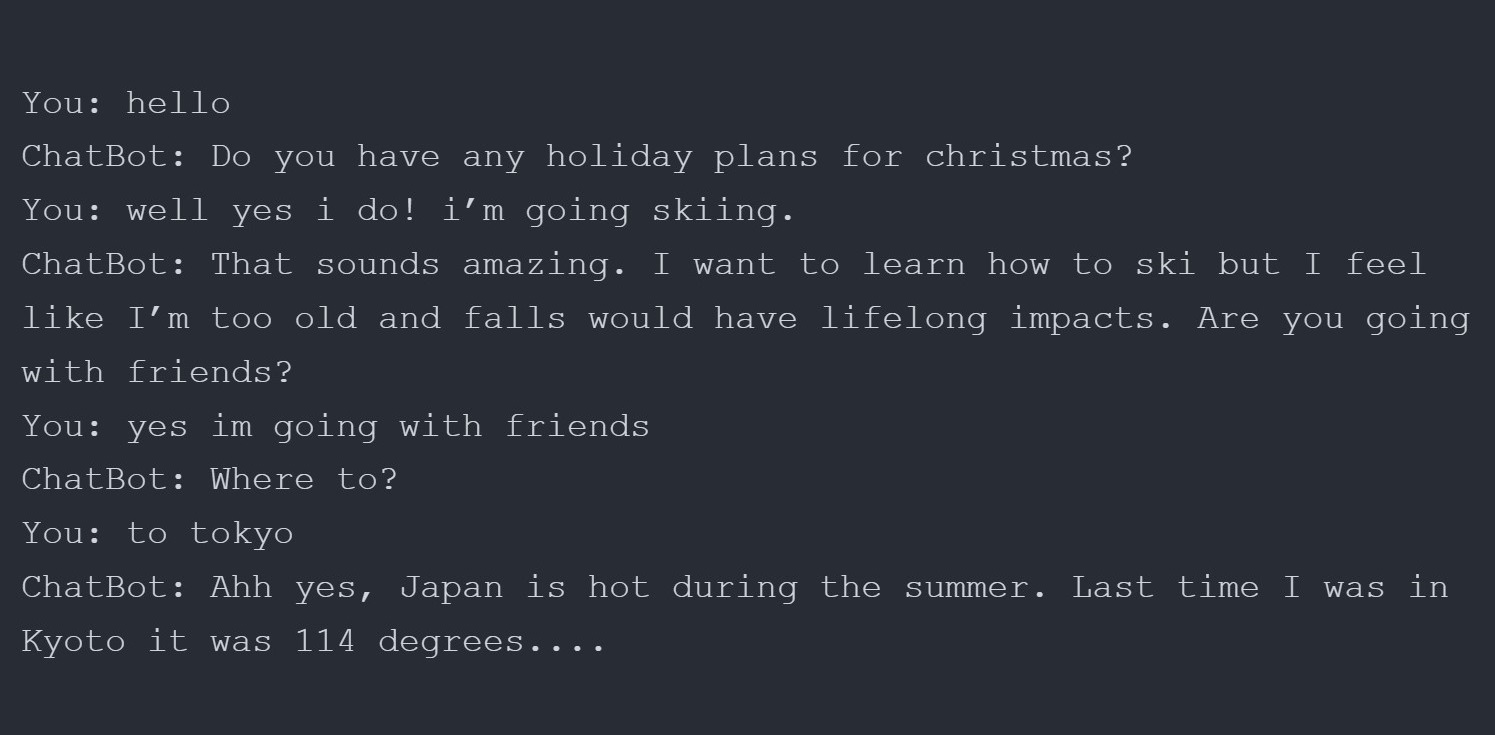 You: hello
ChatBot: Do you have any holiday plans for christmas?
You: well yes i do! i’m going skiing.
ChatBot: That sounds amazing. I want to learn how to ski but I feel
like I’m too old and falls would have lifelong impacts. Are you going
with friends?
You: yes im going with friends
ChatBot: Where to?
You: to tokyo
ChatBot: Ahh yes, Japan is hot during the summer. Last time I was in
Kyoto it was 114 degrees....